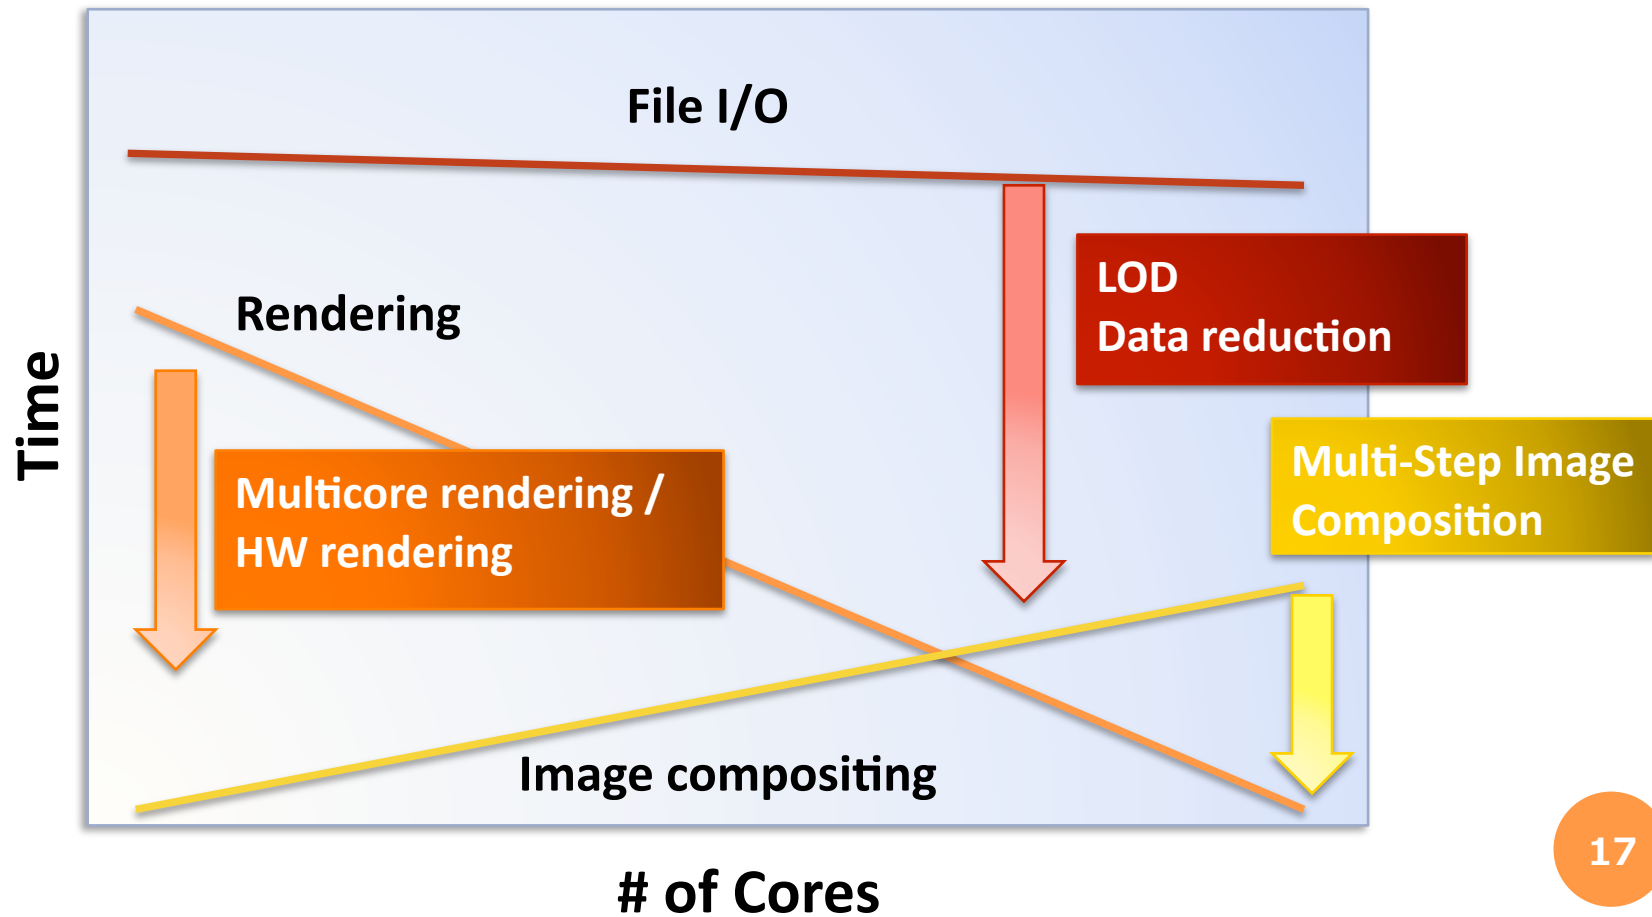 File I/O
LOD
Data reduction
Rendering
Time
Multi-Step Image
Composition
Multicore rendering /
HW rendering
Image compositing
# of Cores
17